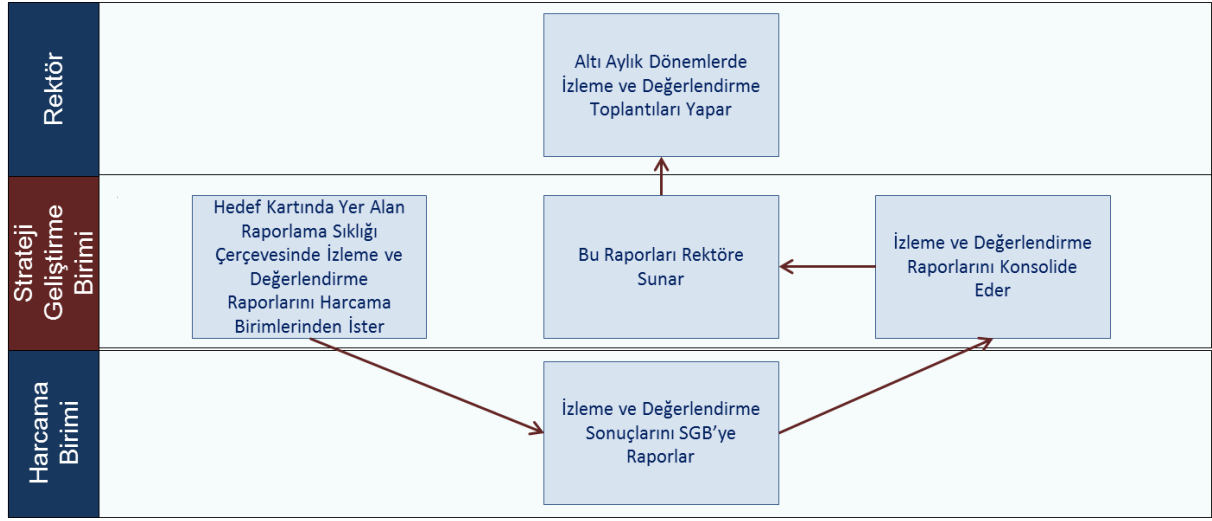 Rektör
Altı Aylık Dönemlerde
İzleme ve Değerlendirme
Toplantıları Yapar
Strateji
Geliştirme
Birimi
Hedef Kartında Yer Alan
Raporlama Sıklığı
Çerçevesinde İzleme ve
Değerlendirme
Raporlarını Harcama
Birimlerinden İster
Bu Raporları Rektöre
Sunar
İzleme ve Değerlendirme
Raporlarını Konsolide
Eder
Harcama
Birimi
İzleme ve Değerlendirme
Sonuçlarını SGB’ye
Raporlar